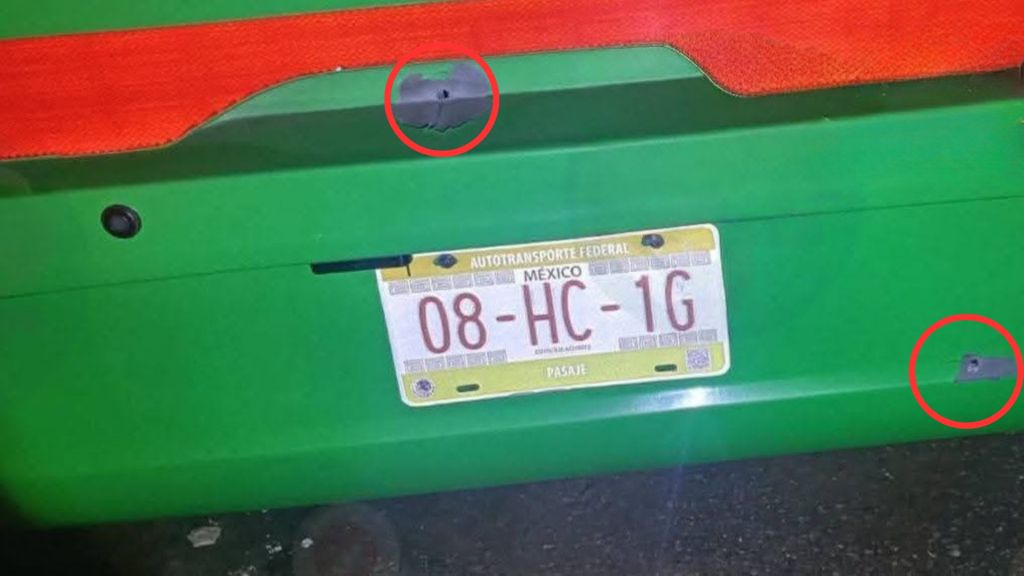 AUTOTRANSPORTE FEDERAL
MÉXICO
08-HC-1G
PASAJE